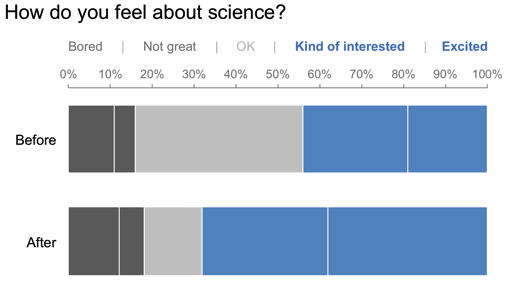 How do you feel about science?
Bored | Not great | OK | Kind of interested | Excited
0% 10% 20% 30% 40% 50% 60% 70% 80% 90% 100%
Before
After